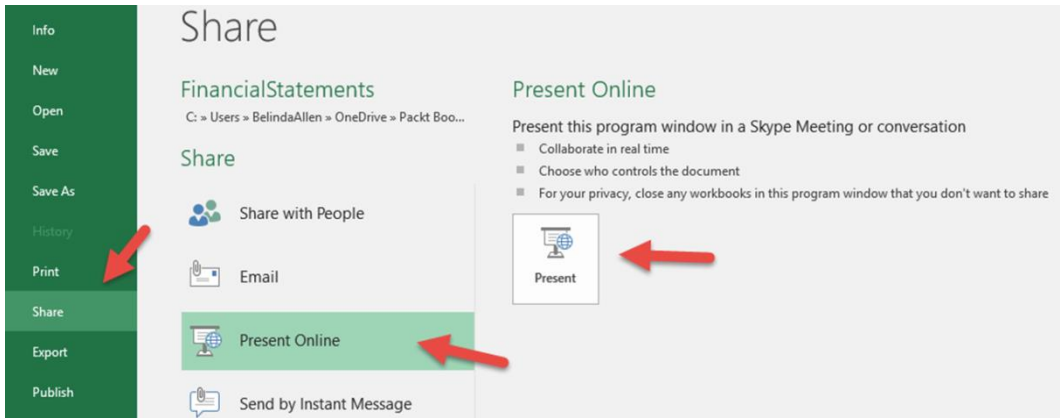 Info
New
Open
Save
Save As
History
Print
Share
Export
Publish
Share
FinancialStatements
C: » Users » BelindaAllen » OneDrive » Packt Boo...
Share
Share with People
Email
Present Online
Send by Instant Message
Present Online
Present this program window in a Skype Meeting or conversation
Collaborate in real time
Choose who controls the document
For your privacy, close any workbooks in this program window that you don't want to share
Present